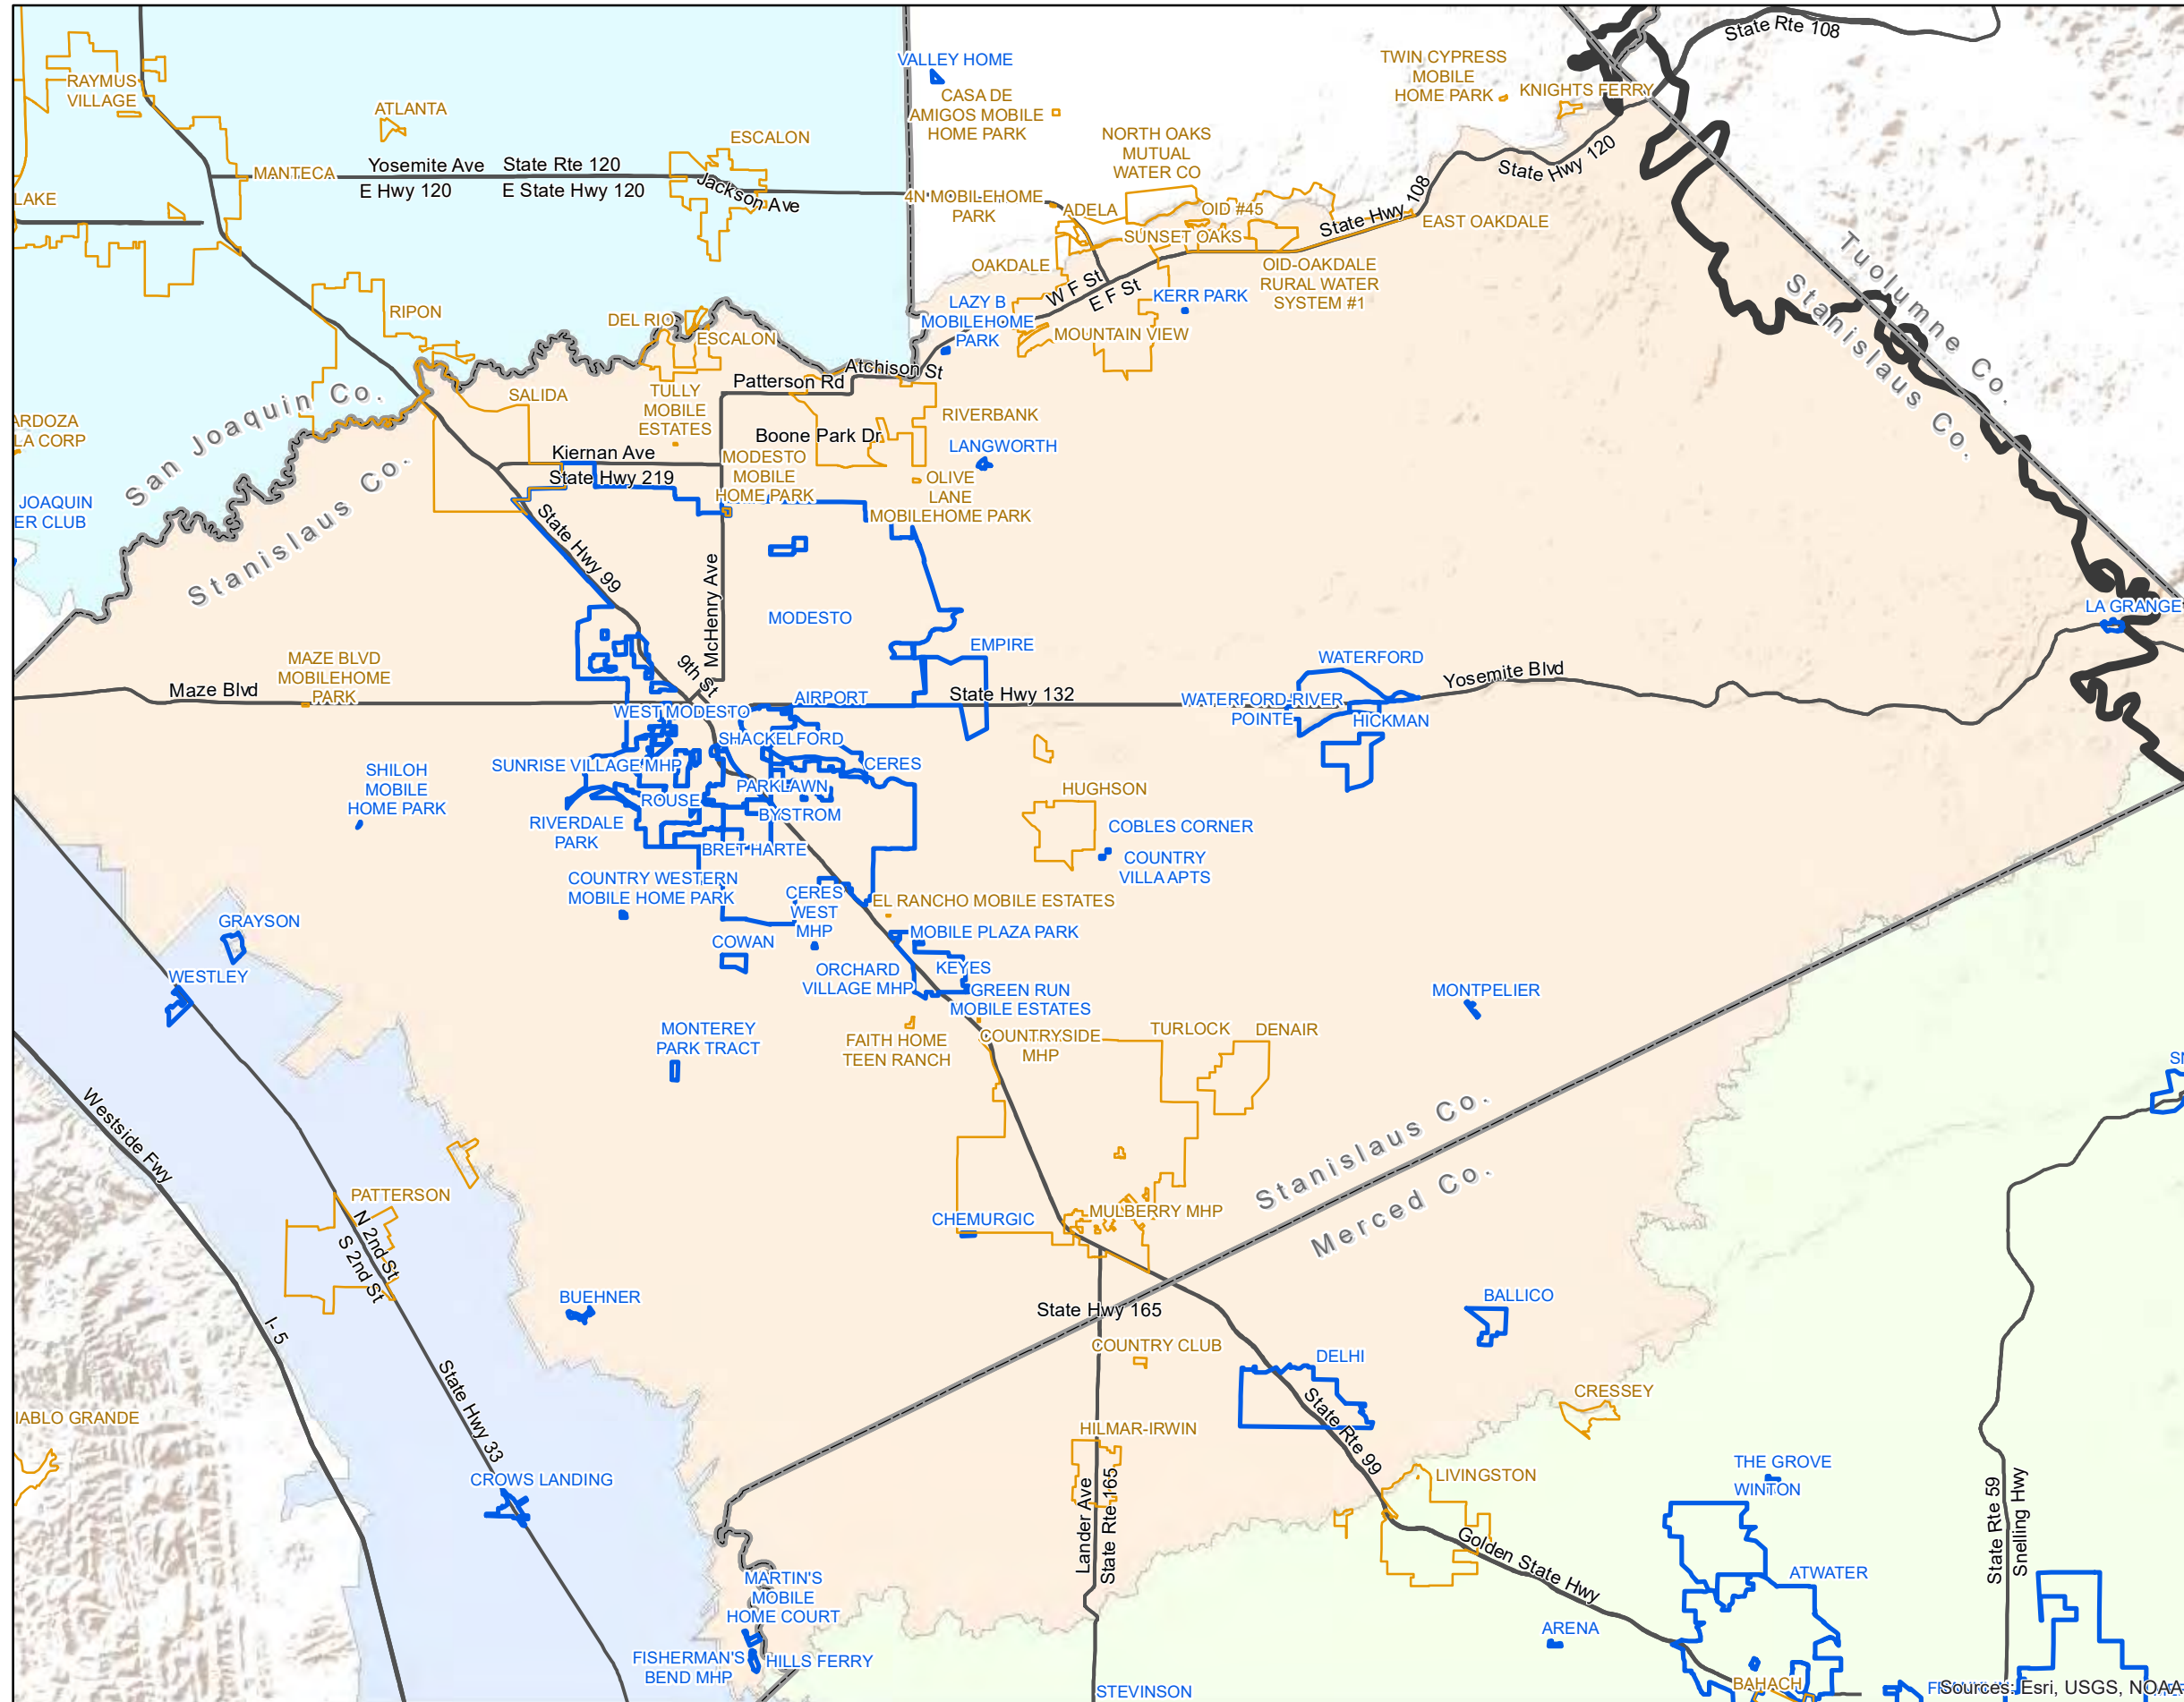 State Rte 108
VALLEY HOME
TWIN CYPRESS
MOBILE
HOME PARK
KNIGHTS FERRY
RAYMUS
VILLAGE
ATLANTA
CASA DE
AMIGOS MOBILE
HOME PARK
ESCALON
NORTH OAKS
MUTUAL
WATER CO
State Hwy 120
MANTECA
Yosemite Ave
State Rte 120
E Hwy 120
E State Hwy 120
Jackson Ave
LAKE
4N MOBILEHOME
PARK
ADELA
OID #45
State Hwy 108
EAST OAKDALE
SUNSET OAKS
OAKDALE
OID-OAKDALE
RURAL WATER
SYSTEM #1
W F St
E F St
KERR PARK
Tuolumne Co.
Stanislaus Co.
RIPON
DEL RIO
ESCALON
LAZY B
MOBILEHOME
PARK
MOUNTAIN VIEW
Atchison St
Patterson Rd
San Joaquin Co.
Stanislaus Co.
SALIDA
TULLY
MOBILE
ESTATES
RIVERBANK
ARDOZA
LA CORP
Boone Park Dr
LANGWORTH
Kiernan Ave
State Hwy 219
MODESTO
MOBILE
HOME PARK
OLIVE
LANE
MOBILEHOME PARK
JOAQUIN
ER CLUB
State Hwy 99
McHenry Ave
MODESTO
LA GRANGE
EMPIRE
9th St
MAZE BLVD
MOBILEHOME
PARK
Maze Blvd
WATERFORD
Yosemite Blvd
AIRPORT
State Hwy 132
WATERFORD-RIVER
POINTE
HICKMAN
WEST MODESTO
SHACKELFORD
SUNRISE VILLAGE MHP
CERES
SHILOH
MOBILE
HOME PARK
PARKLAWN
ROUSE
BYSTROM
HUGHSON
RIVERDALE
PARK
COBLES CORNER
BRET HARTE
COUNTRY
VILLA APTS
COUNTRY WESTERN
MOBILE HOME PARK
CERES
WEST
MHP
EL RANCHO MOBILE ESTATES
GRAYSON
COWAN
MOBILE PLAZA PARK
WESTLEY
ORCHARD
VILLAGE MHP
KEYES
GREEN RUN
MOBILE ESTATES
MONTPELIER
MONTEREY
PARK TRACT
FAITH HOME
TEEN RANCH
COUNTRYSIDE
MHP
TURLOCK
DENAIR
Westside Fwy
Stanislaus Co.
Merced Co.
PATTERSON
N 2nd St
S 2nd St
CHEMURGIC
MULBERRY MHP
BUEHNER
State Hwy 165
BALLICO
I- 5
COUNTRY CLUB
DELHI
State Hwy 33
CRESSEY
IABLO GRANDE
HILMAR-IRWIN
State Rte 99
CROWS LANDING
LIVINGSTON
THE GROVE
WINTON
Lander Ave
State Rte 165
Golden State Hwy
State Rte 59
Snelling Hwy
ATWATER
MARTIN'S
MOBILE
HOME COURT
ARENA
FISHERMAN'S
BEND MHP
HILLS FERRY
BAHACH
STEVINSON
Sources: Esri, USGS, NOAA